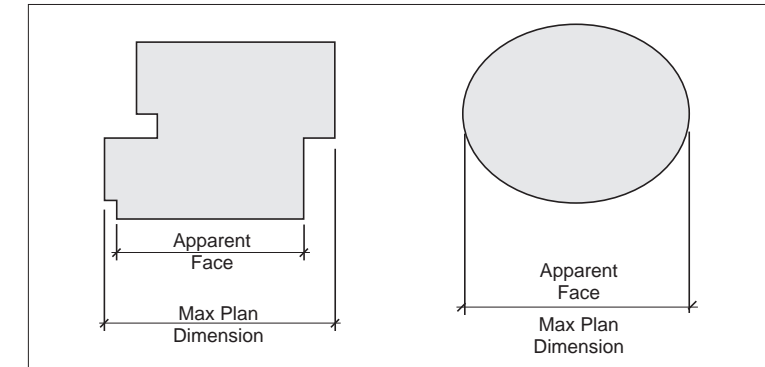 Apparent
Face
Max Plan
Dimension
Apparent
Face
Max Plan
Dimension